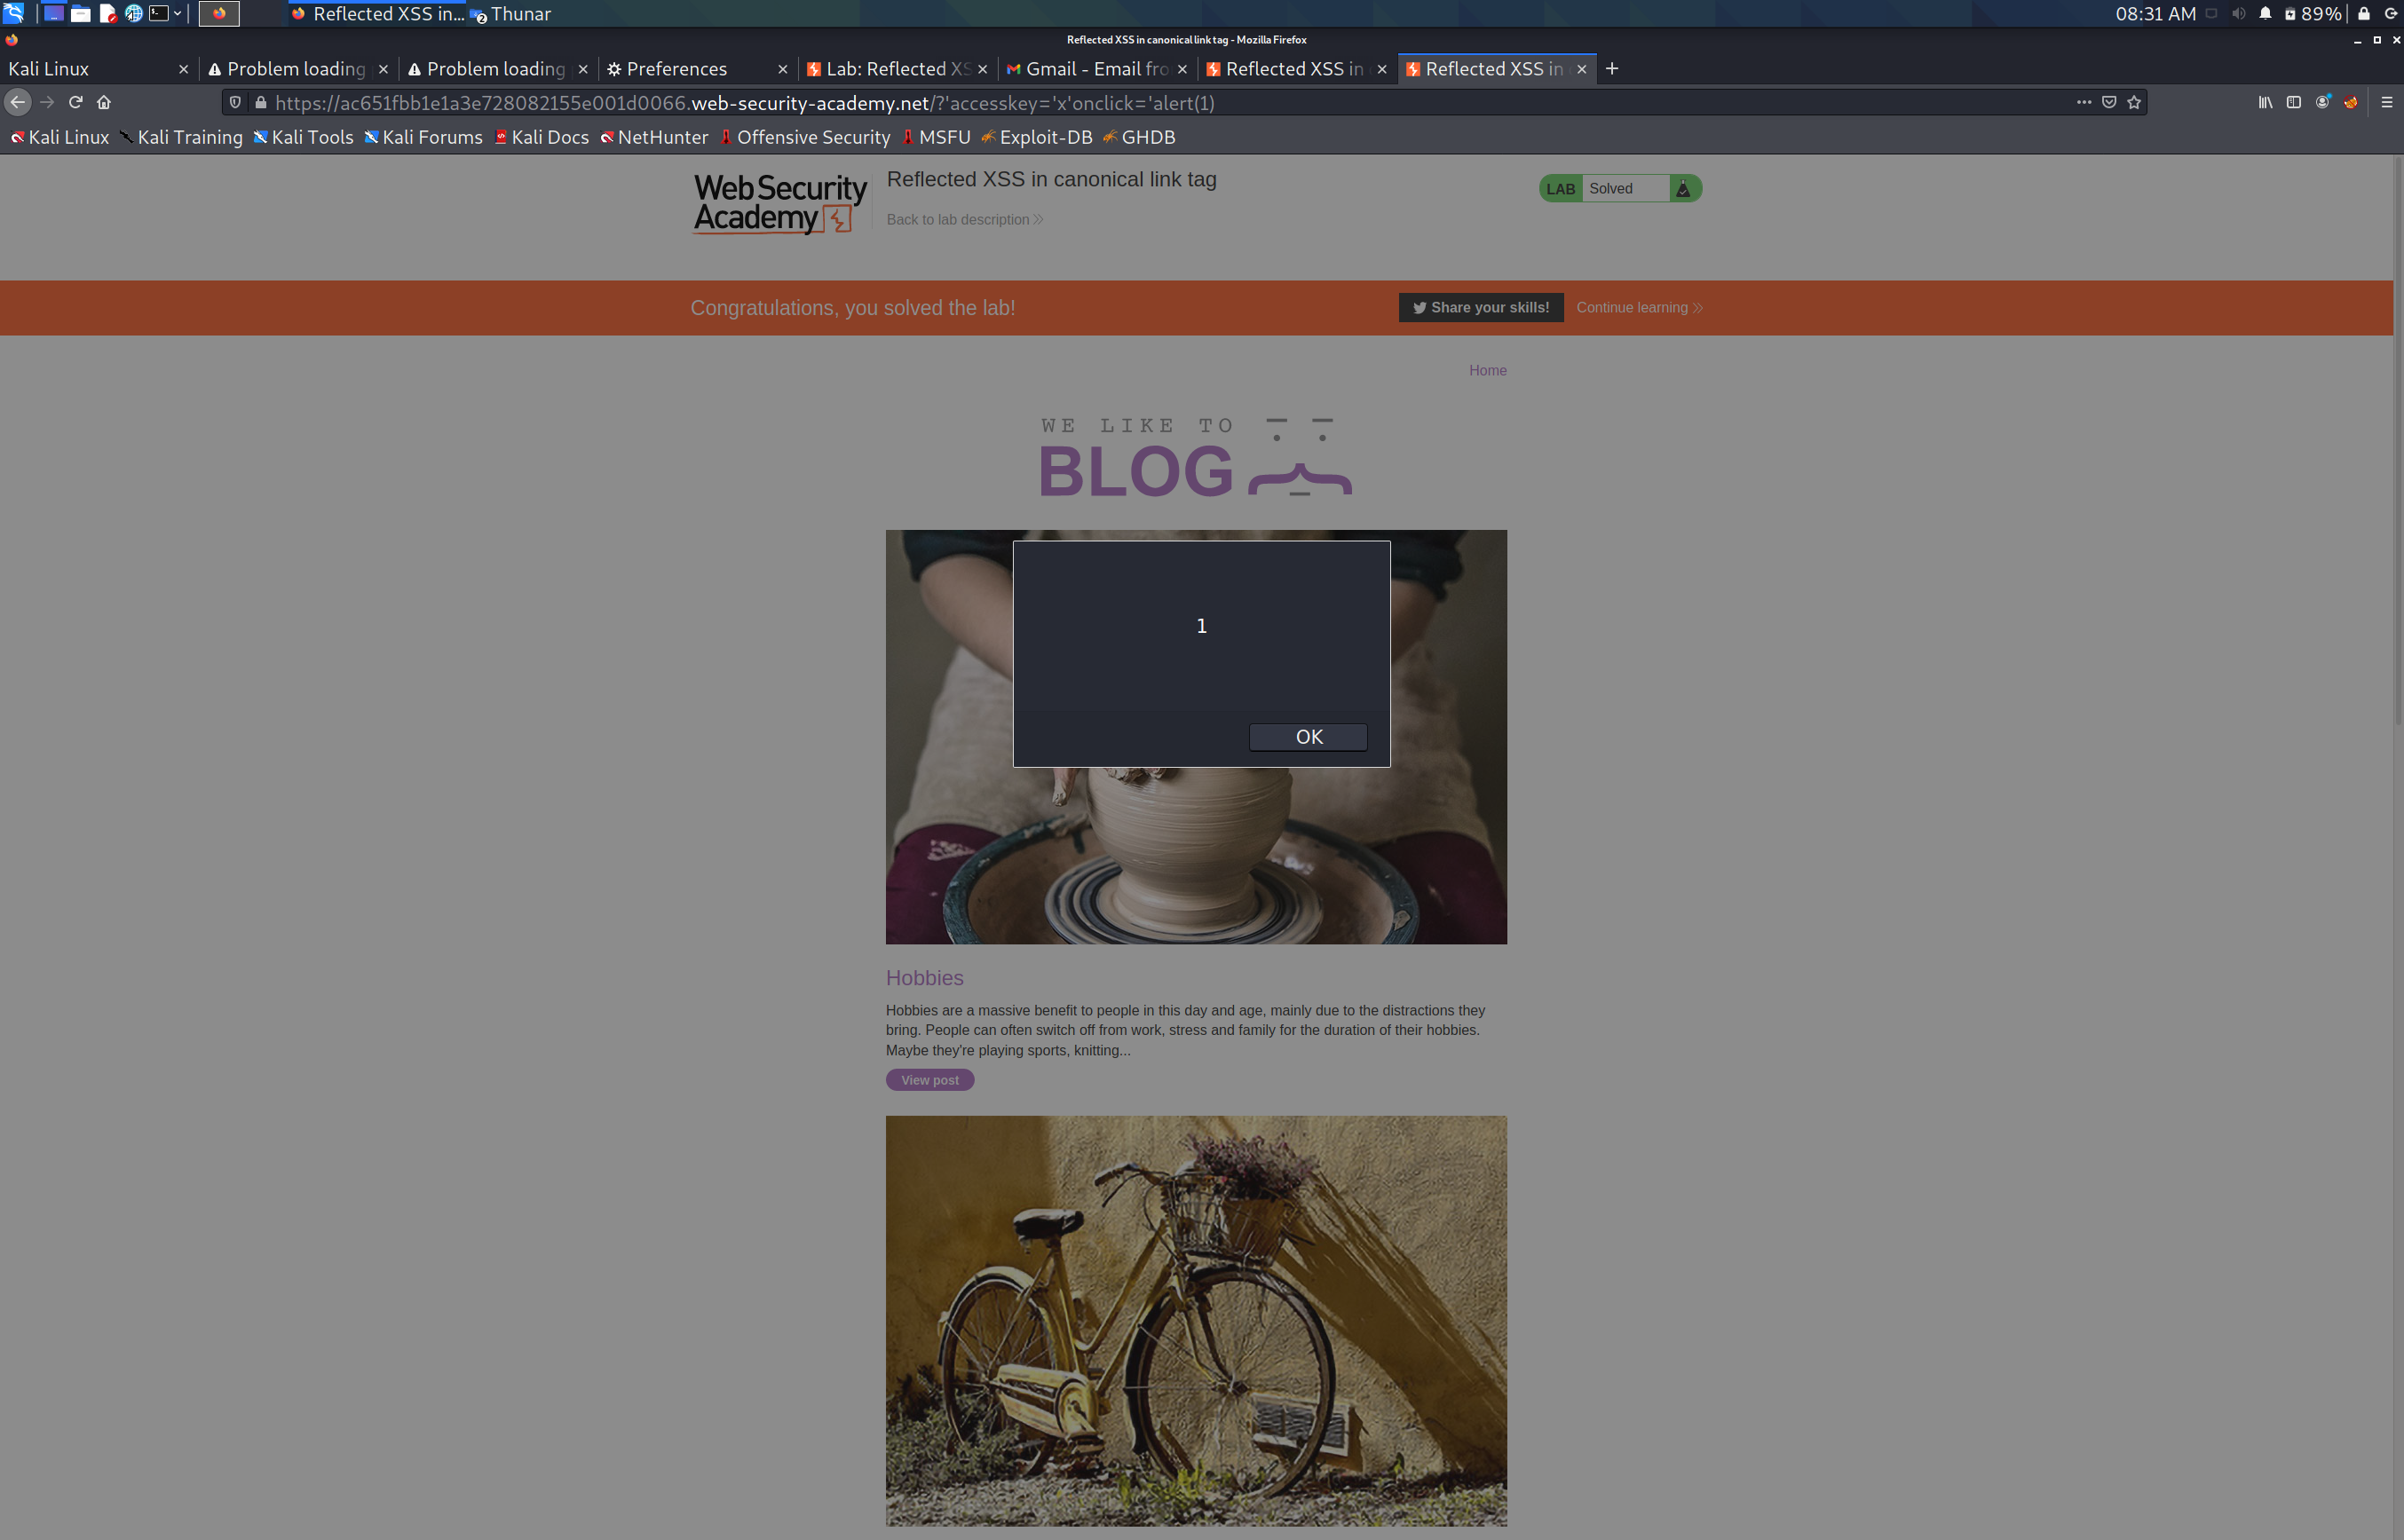 Reflected XSS in... 2 Thunar 08:31 AM 89%
Reflected XSS in canonical link tag - Mozilla Firefox
Kali Linux Problem loading Problem loading Preferences Lab: Reflected XS Gmail - Email fro Reflected XSS in Reflected XSS in
https://ac651fbb1e1a3e728082155e001d0066.web-security-academy.net/?'accesskey='x'onclick='alert(1)
Kali Linux Kali Training Kali Tools Kali Forums Kali Docs NetHunter Offensive Security MSFU Exploit-DB GHDB
Web Security
Academy
Reflected XSS in canonical link tag
Back to lab description
LAB Solved
Congratulations, you solved the lab! Share your skills! Continue learning
Home
WE LIKE TO
BLOG
1
OK
Hobbies
Hobbies are a massive benefit to people in this day and age, mainly due to the distractions they
bring. People can often switch off from work, stress and family for the duration of their hobbies.
Maybe they're playing sports, knitting...
View post